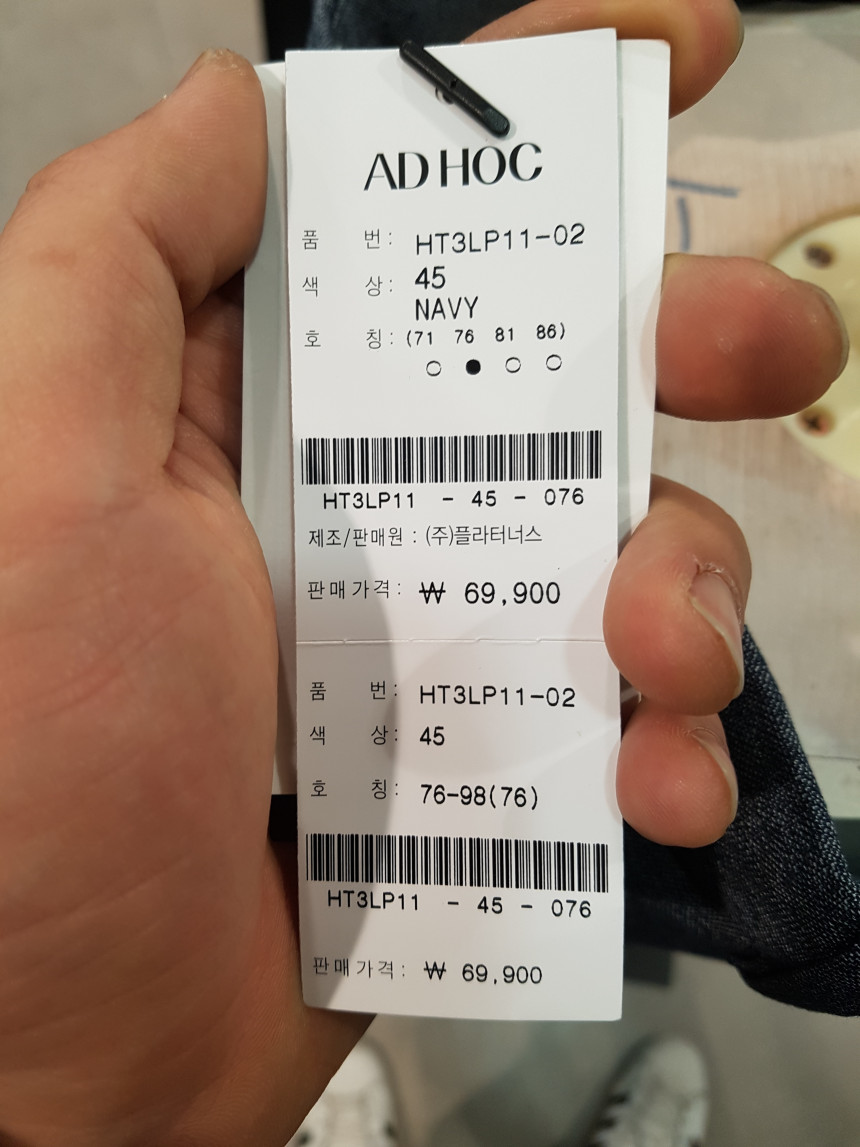 AD HOC
품 번 : HT3LP11-02
색 상 : 45
NAVY
호 칭 : (71 76 81 86)
○ ● ○ ○
HT3LP11 - 45 - 076
제조/판매원 : (주)플라터너스
판매가격 : ₩ 69,900
품 번 : HT3LP11-02
색 상 : 45
호 칭 : 76-98(76)
HT3LP11 - 45 - 076
판매가격 : ₩ 69,900